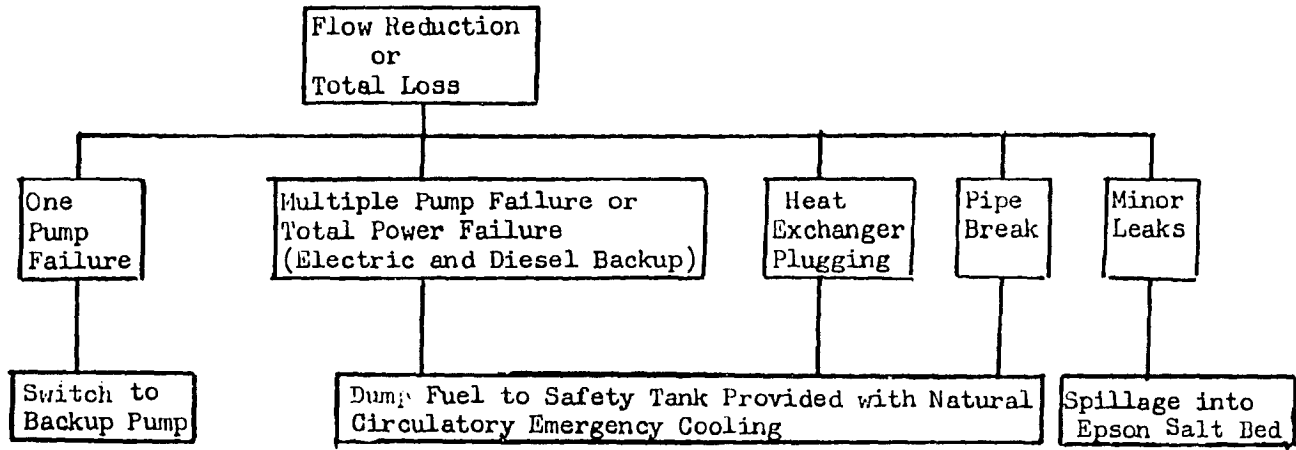 Flow Reduction
or
Total Loss
One
Pump
Failure
Multiple Pump Failure or
Total Power Failure
(Electric and Diesel Backup)
Heat
Exchanger
Plugging
Pipe
Break
Minor
Leaks
Switch to
Backup Pump
Dump Fuel to Safety Tank Provided with Natural
Circulatory Emergency Cooling
Spillage into
Epson Salt Bed